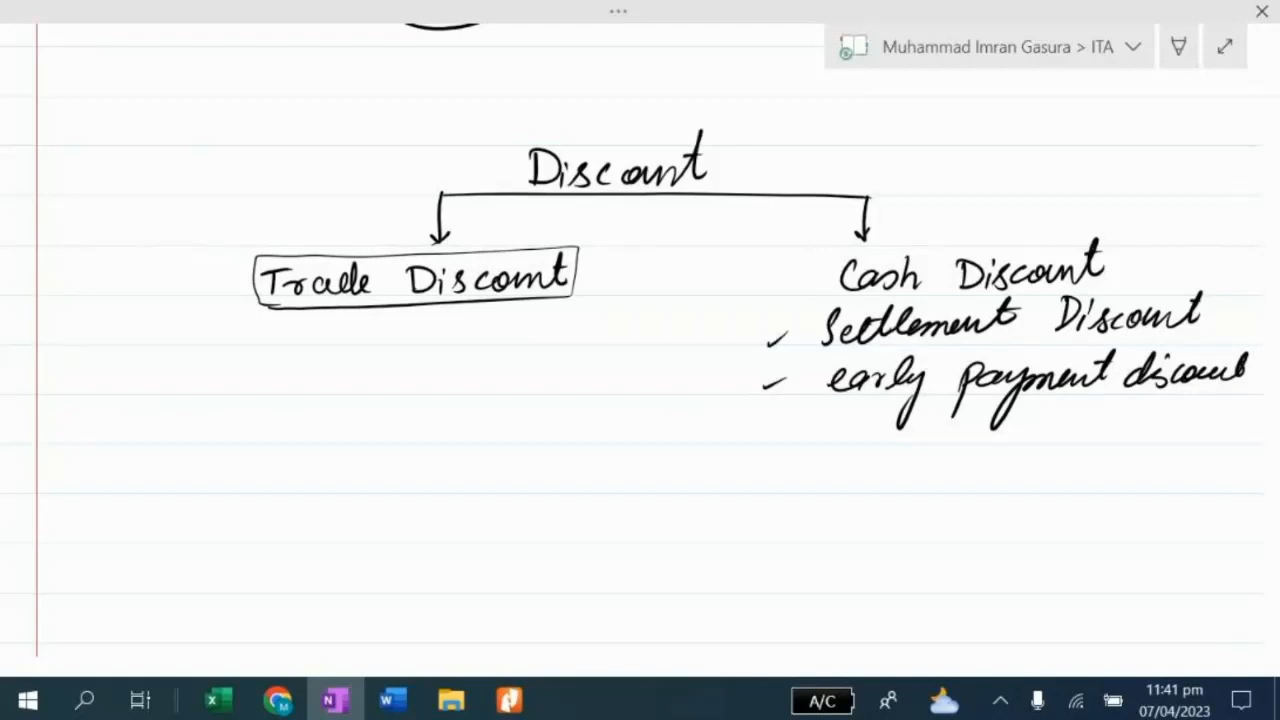 Muhammad Imran Gasura > ITA
Discount
Trade Discount
Cash Discount
Settlement Discount
early payment discount
A/C
11:41 pm
07/04/2023